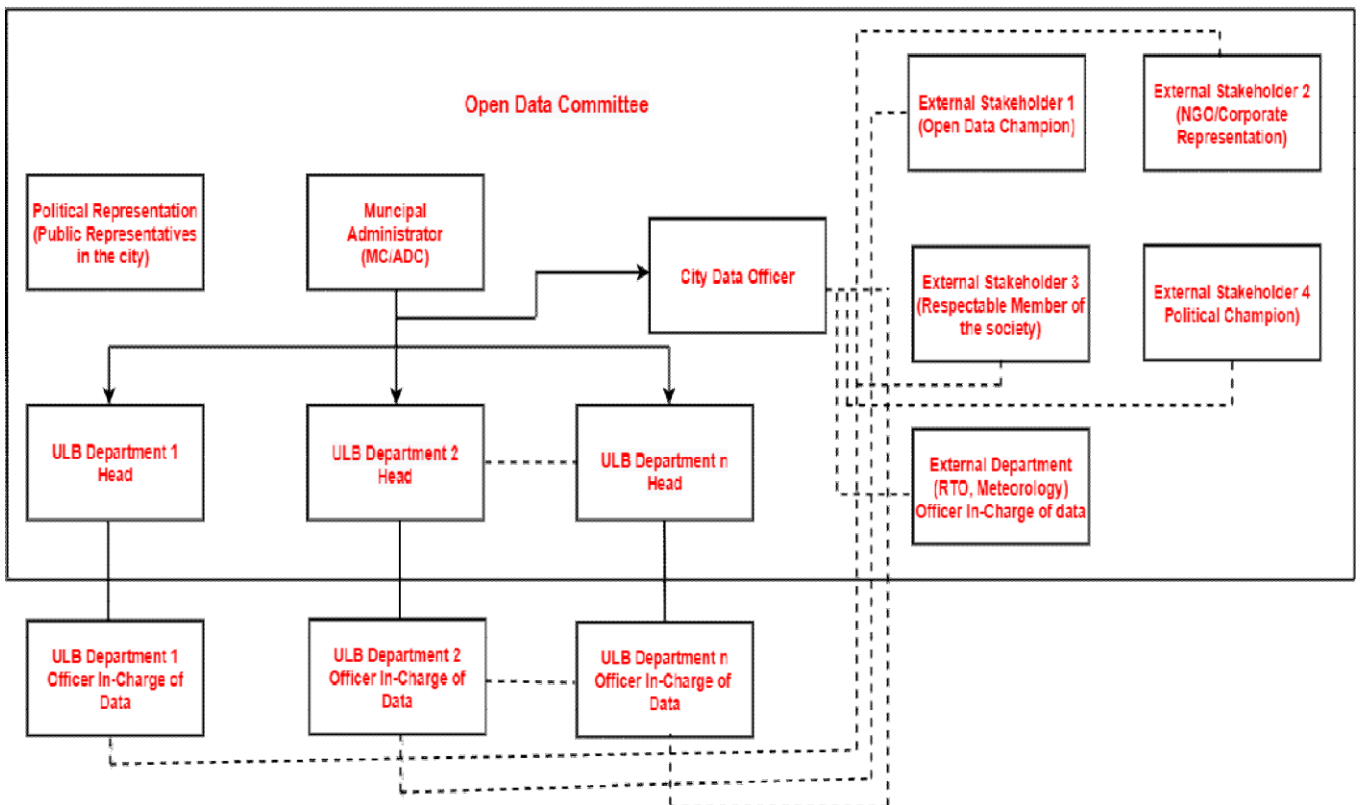 Open Data Committee
External Stakeholder 1
(Open Data Champion)
External Stakeholder 2
(NGO/Corporate
Representation)
Political Representation
(Public Representatives
in the city)
Muncipal
Administrator
(MC/ADC)
City Data Officer
External Stakeholder 3
(Respectable Member of
the society)
External Stakeholder 4
Political Champion)
ULB Department 1
Head
ULB Department 2
Head
ULB Department n
Head
External Department
(RTO, Meteorology)
Officer In-Charge of data
ULB Department 1
Officer In-Charge of
Data
ULB Department 2
Officer In-Charge of
Data
ULB Department n
Officer In-Charge of
Data